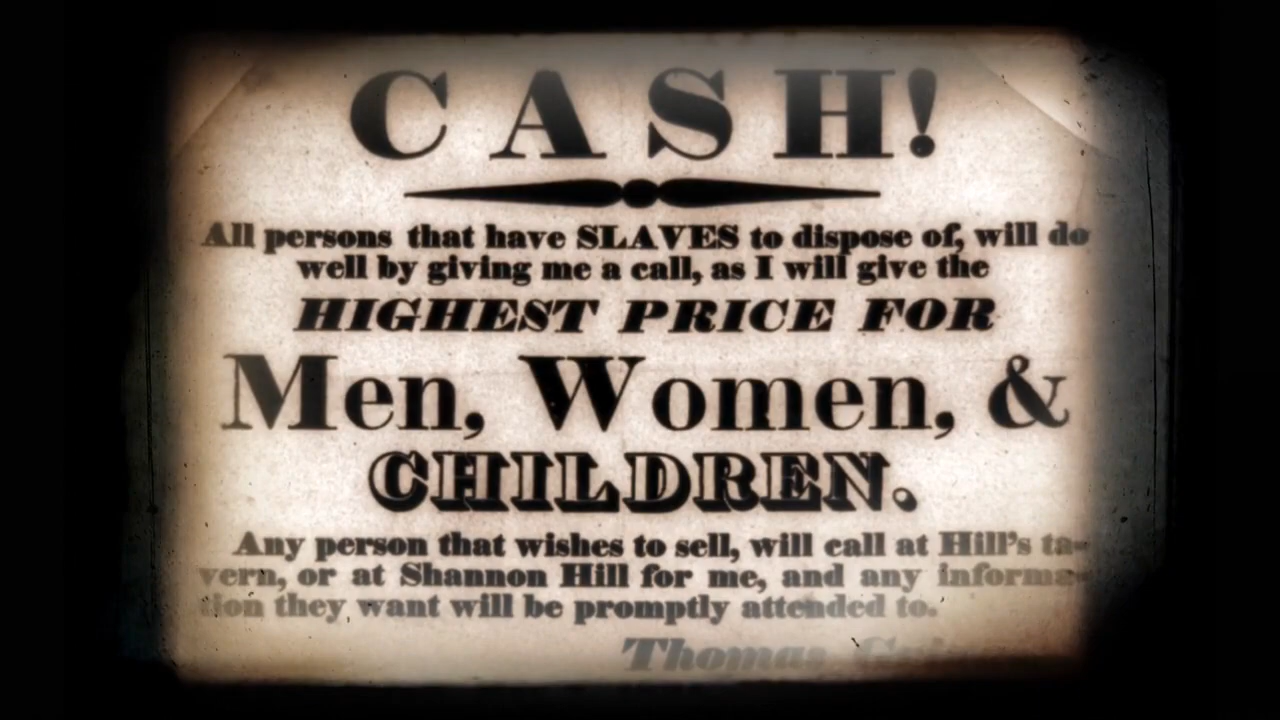 CASH!
All persons that have SLAVES to dispose of, will do
well by giving me a call, as I will give the
HIGHEST PRICE FOR
Men, Women, &
CHILDREN.
Any person that wishes to sell, will call at Hill's ta-
vern, or at Shannon Hill for me, and any informa-
tion they want will be promptly attended to.
Thomas